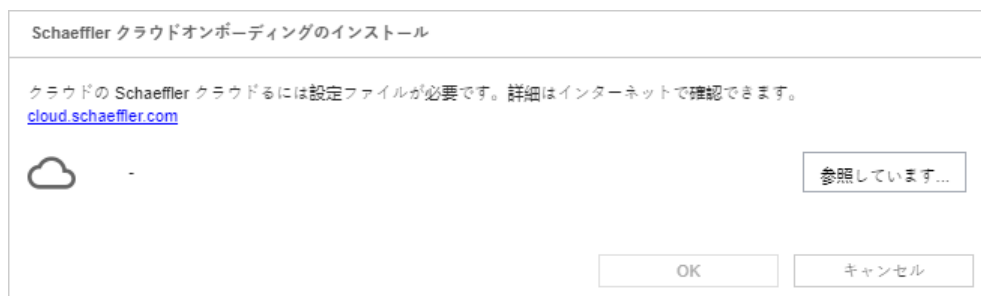 Schaeffler クラウドオンボーディングのインストール
クラウドの Schaeffler クラウドるには設定ファイルが必要です。詳細はインターネットで確認できます。
cloud.schaeffler.com
-
参照しています...
OK
キャンセル